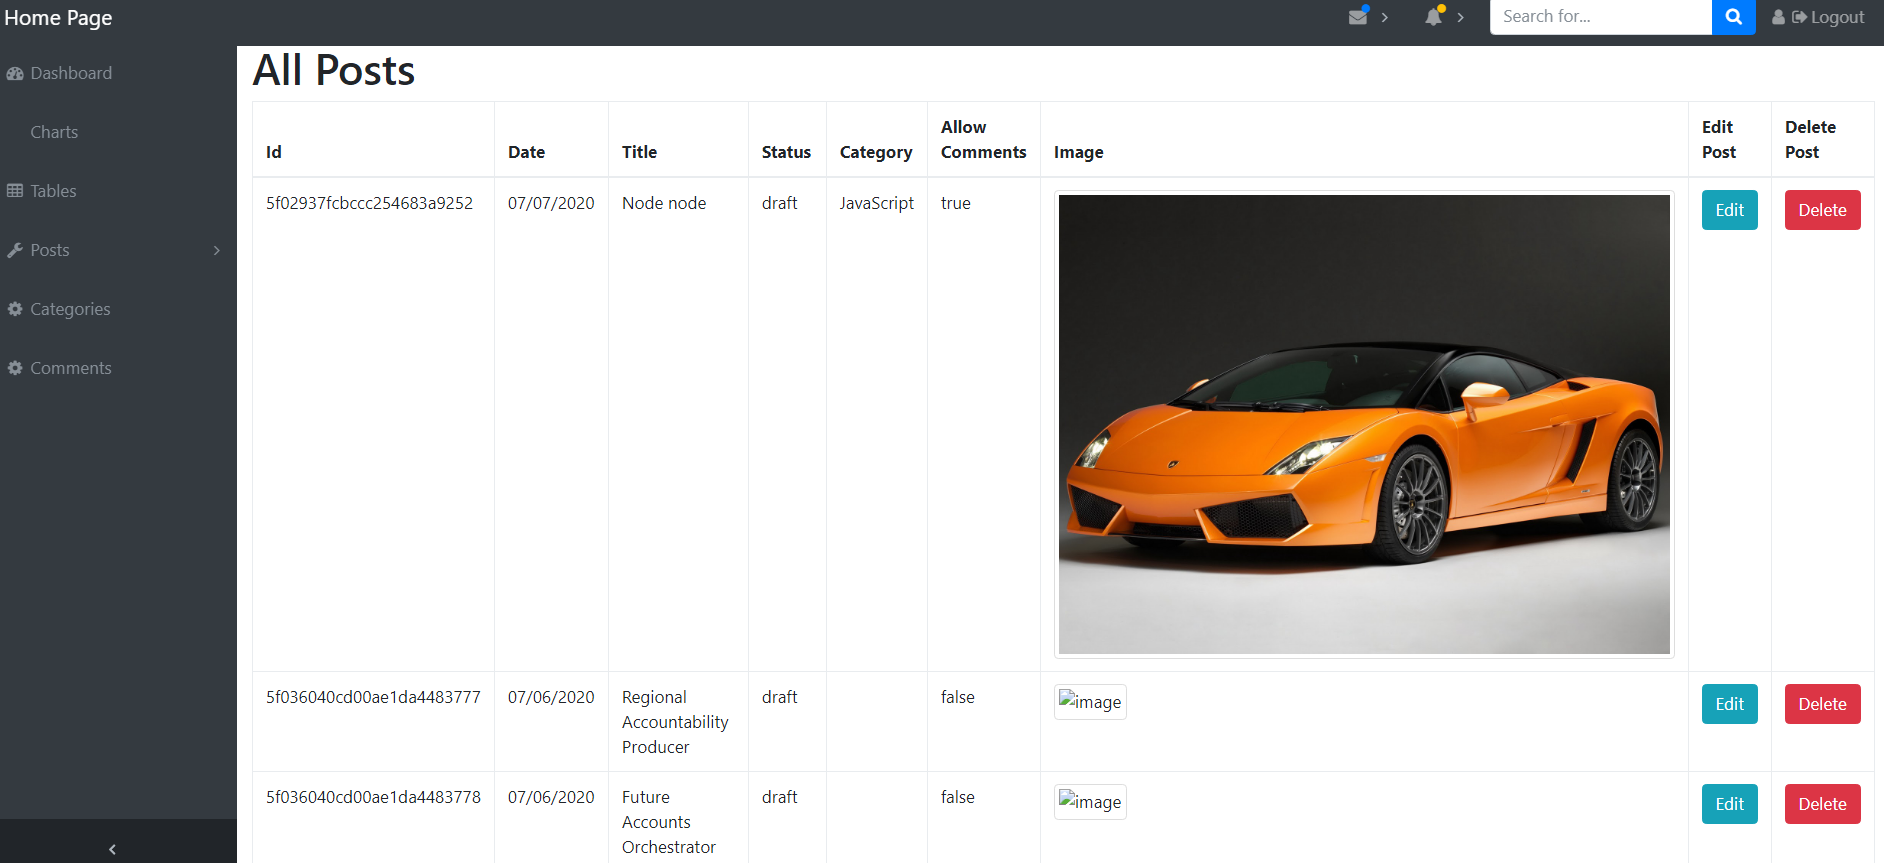 Home Page
Search for...
Logout
Dashboard
Charts
Tables
Posts
Categories
Comments
All Posts
Id Date Title Status Category Allow Comments Image Edit Post Delete Post
5f02937fcbccc254683a9252 07/07/2020 Node node draft JavaScript true Edit Delete
5f036040cd00ae1da4483777 07/06/2020 Regional Accountability Producer draft false image Edit Delete
5f036040cd00ae1da4483778 07/06/2020 Future Accounts Orchestrator draft false image Edit Delete